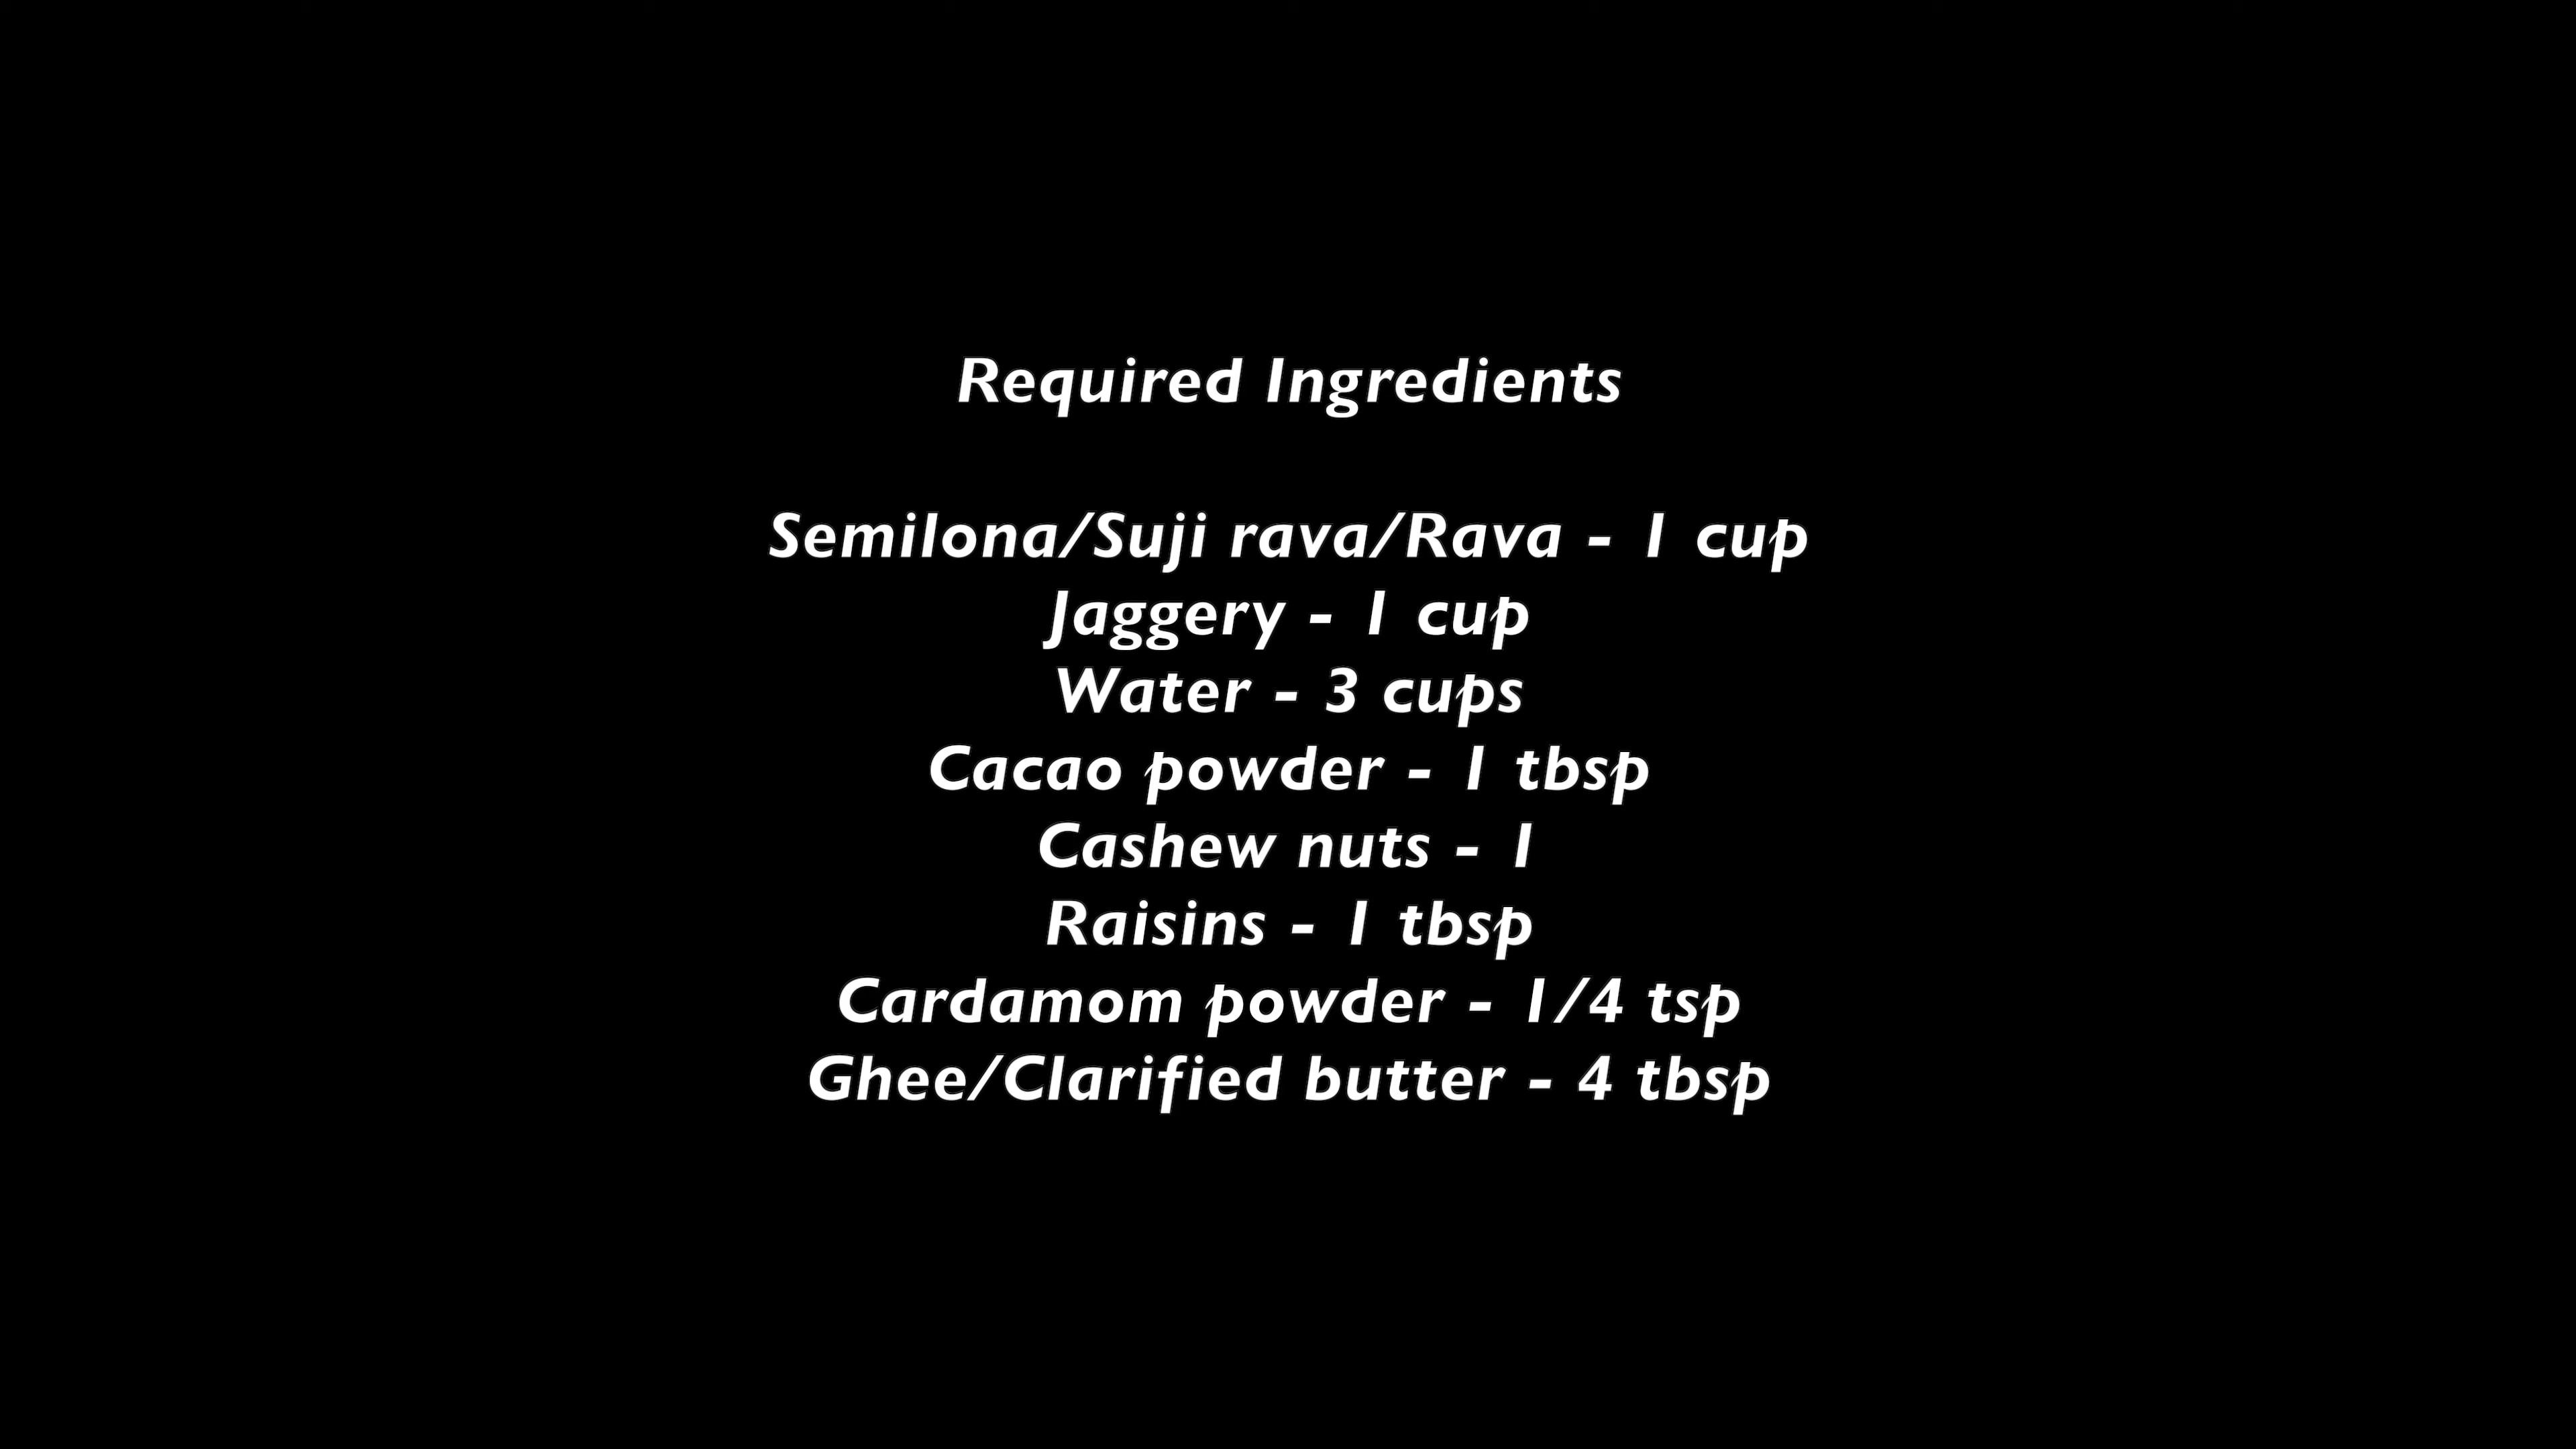 Required Ingredients
Semilona/Suji rava/Rava - 1 cup
Jaggery - 1 cup
Water - 3 cups
Cacao powder - 1 tbsp
Cashew nuts - 1
Raisins - 1 tbsp
Cardamom powder - 1/4 tsp
Ghee/Clarified butter - 4 tbsp